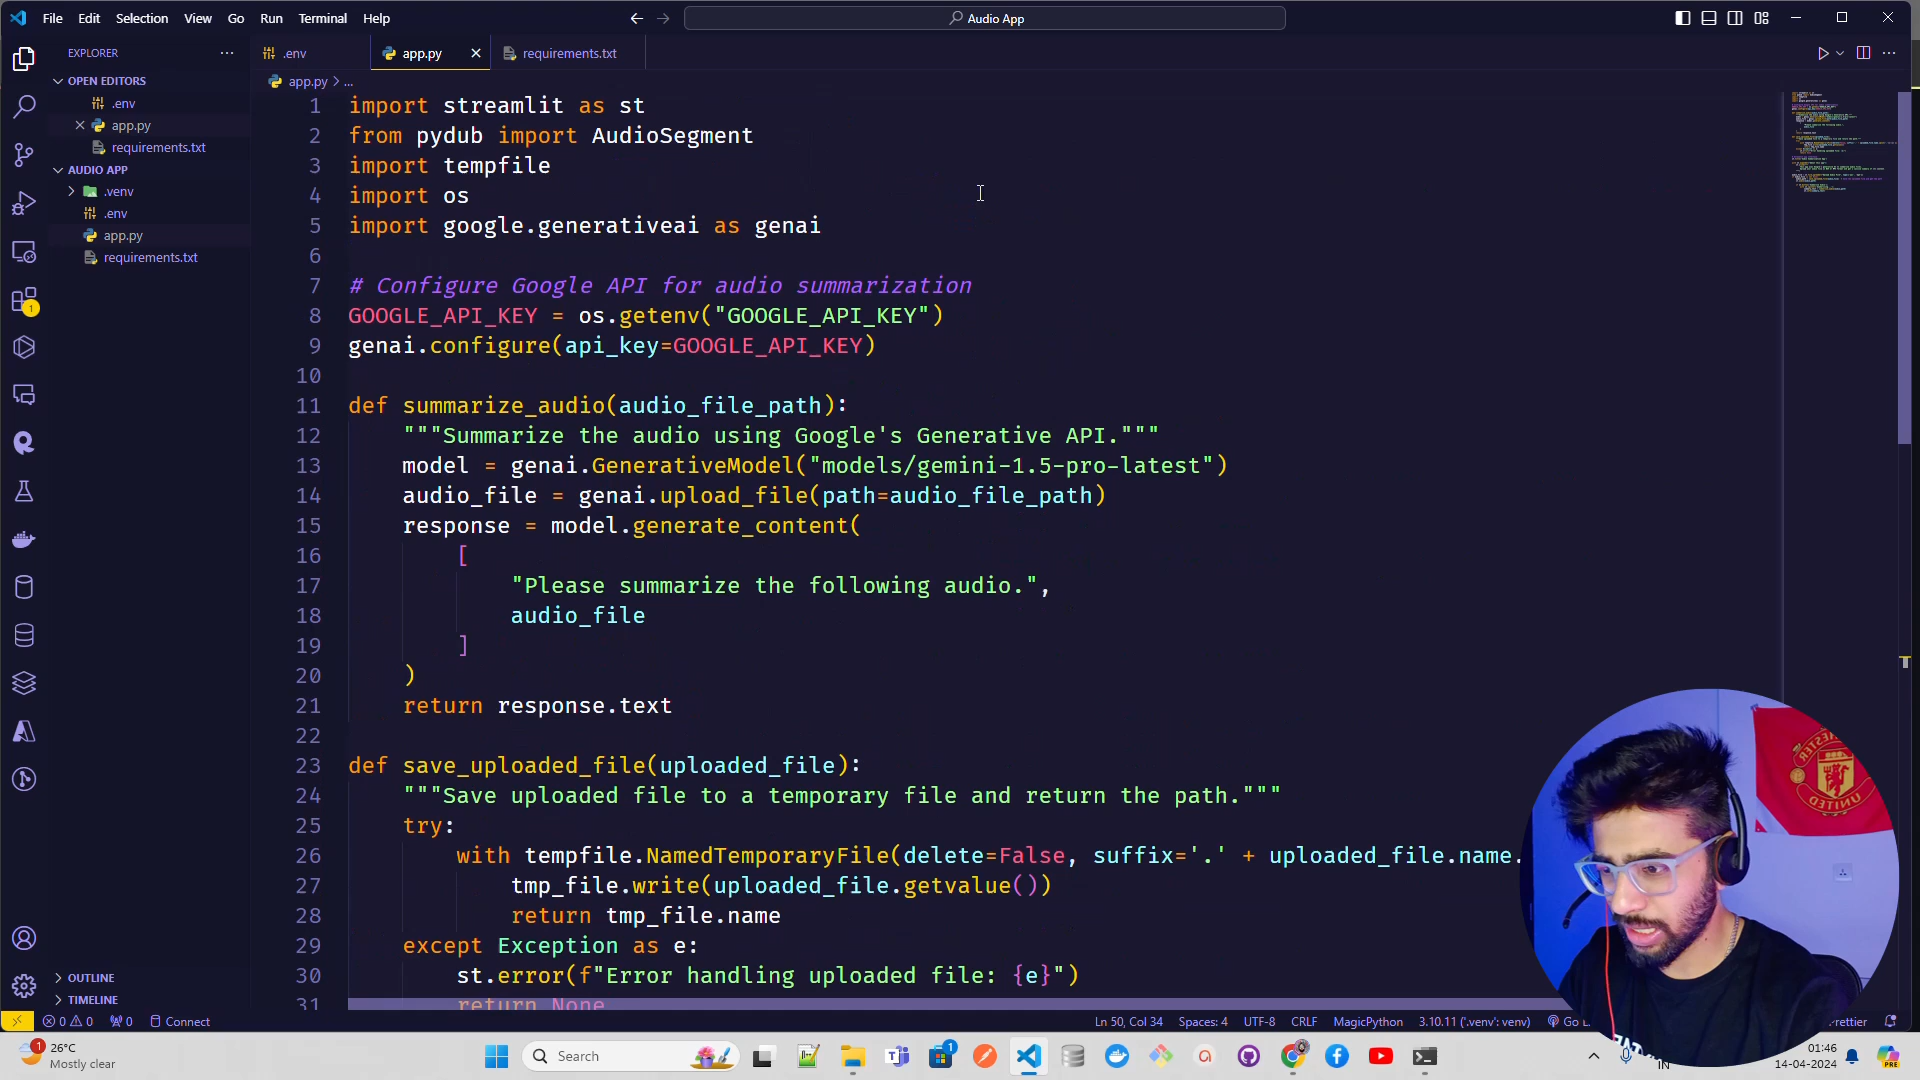 File Edit Selection View Go Run Terminal Help
Audio App
EXPLORER
.env
app.py
requirements.txt
OPEN EDITORS
.env
app.py
requirements.txt
AUDIO APP
.venv
.env
app.py
requirements.txt
OUTLINE
TIMELINE
app.py > ...
1 import streamlit as st
2 from pydub import AudioSegment
3 import tempfile
4 import os
5 import google.generativeai as genai
6
7 # Configure Google API for audio summarization
8 GOOGLE_API_KEY = os.getenv("GOOGLE_API_KEY")
9 genai.configure(api_key=GOOGLE_API_KEY)
10
11 def summarize_audio(audio_file_path):
12 """Summarize the audio using Google's Generative API."""
13 model = genai.GenerativeModel("models/gemini-1.5-pro-latest")
14 audio_file = genai.upload_file(path=audio_file_path)
15 response = model.generate_content(
16 [
17 "Please summarize the following audio.",
18 audio_file
19 ]
20 )
21 return response.text
22
23 def save_uploaded_file(uploaded_file):
24 """Save uploaded file to a temporary file and return the path."""
25 try:
26 with tempfile.NamedTemporaryFile(delete=False, suffix='.' + uploaded_file.name.
27 tmp_file.write(uploaded_file.getvalue())
28 return tmp_file.name
29 except Exception as e:
30 st.error(f"Error handling uploaded file: {e}")
31 return None
1
MANCHESTER
UNITED
0 0 0 Connect
Ln 50, Col 34 Spaces: 4 UTF-8 CRLF MagicPython 3.10.11 ('.venv': venv) Go L
rettier
1
26°C
Mostly clear
Search
1
IN
01:46
14-04-2024
PRE